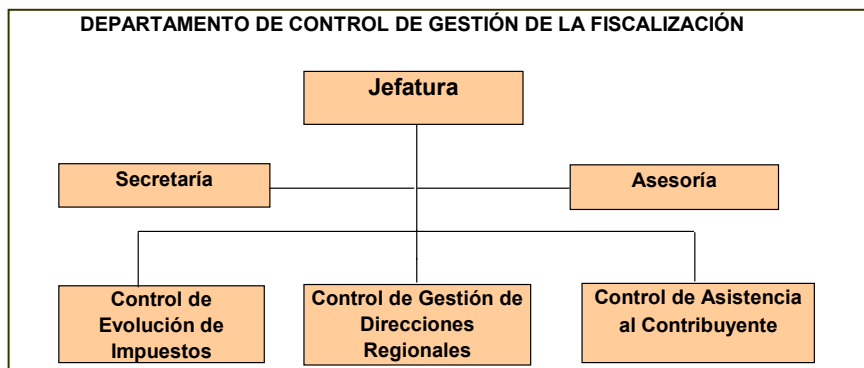 DEPARTAMENTO DE CONTROL DE GESTIÓN DE LA FISCALIZACIÓN
Jefatura
Secretaría
Asesoría
Control de
Evolución de
Impuestos
Control de Gestión de
Direcciones
Regionales
Control de Asistencia
al Contribuyente